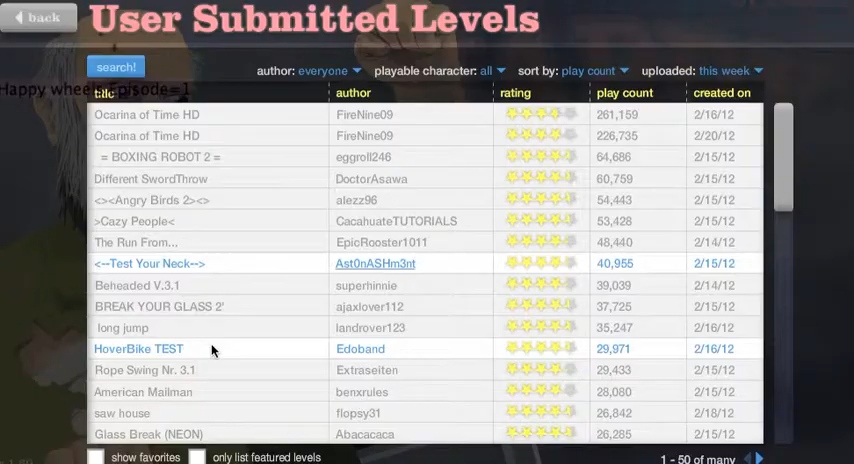 back
User Submitted Levels
search!
author: everyone playable character: all sort by: play count uploaded: this week
Happy wheels Episode=1
title author rating play count created on
Ocarina of Time HD FireNine09 261,159 2/16/12
Ocarina of Time HD FireNine09 226,735 2/20/12
= BOXING ROBOT 2 = eggroll246 64,686 2/15/12
Different SwordThrow DoctorAsawa 60,759 2/15/12
<><Angry Birds 2><> alezz96 54,443 2/15/12
>Cazy People< CacahuateTUTORIALS 53,428 2/15/12
The Run From... EpicRooster1011 48,440 2/14/12
<--Test Your Neck--> Ast0nASHm3nt 40,955 2/15/12
Beheaded V.3.1 superhinnie 39,039 2/14/12
BREAK YOUR GLASS 2' ajaxlover112 37,725 2/15/12
long jump landrover123 35,247 2/16/12
HoverBike TEST Edoband 29,971 2/16/12
Rope Swing Nr. 3.1 Extraseiten 29,433 2/15/12
American Mailman benxrules 28,080 2/15/12
saw house flopsy31 26,842 2/18/12
Glass Break (NEON) Abacacaca 26,285 2/15/12
show favorites only list featured levels 1 - 50 of many